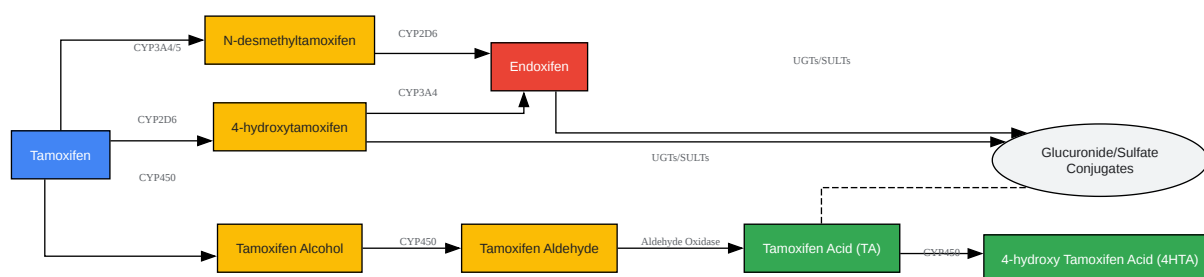 N-desmethyltamoxifen
CYP2D6
CYP3A4/5
Endoxifen
UGTs/SULTs
CYP3A4
CYP2D6
4-hydroxytamoxifen
Tamoxifen
UGTs/SULTs
Glucuronide/Sulfate
Conjugates
CYP450
Tamoxifen Alcohol
CYP450
Tamoxifen Aldehyde
Aldehyde Oxidase
Tamoxifen Acid (TA)
CYP450
4-hydroxy Tamoxifen Acid (4HTA)